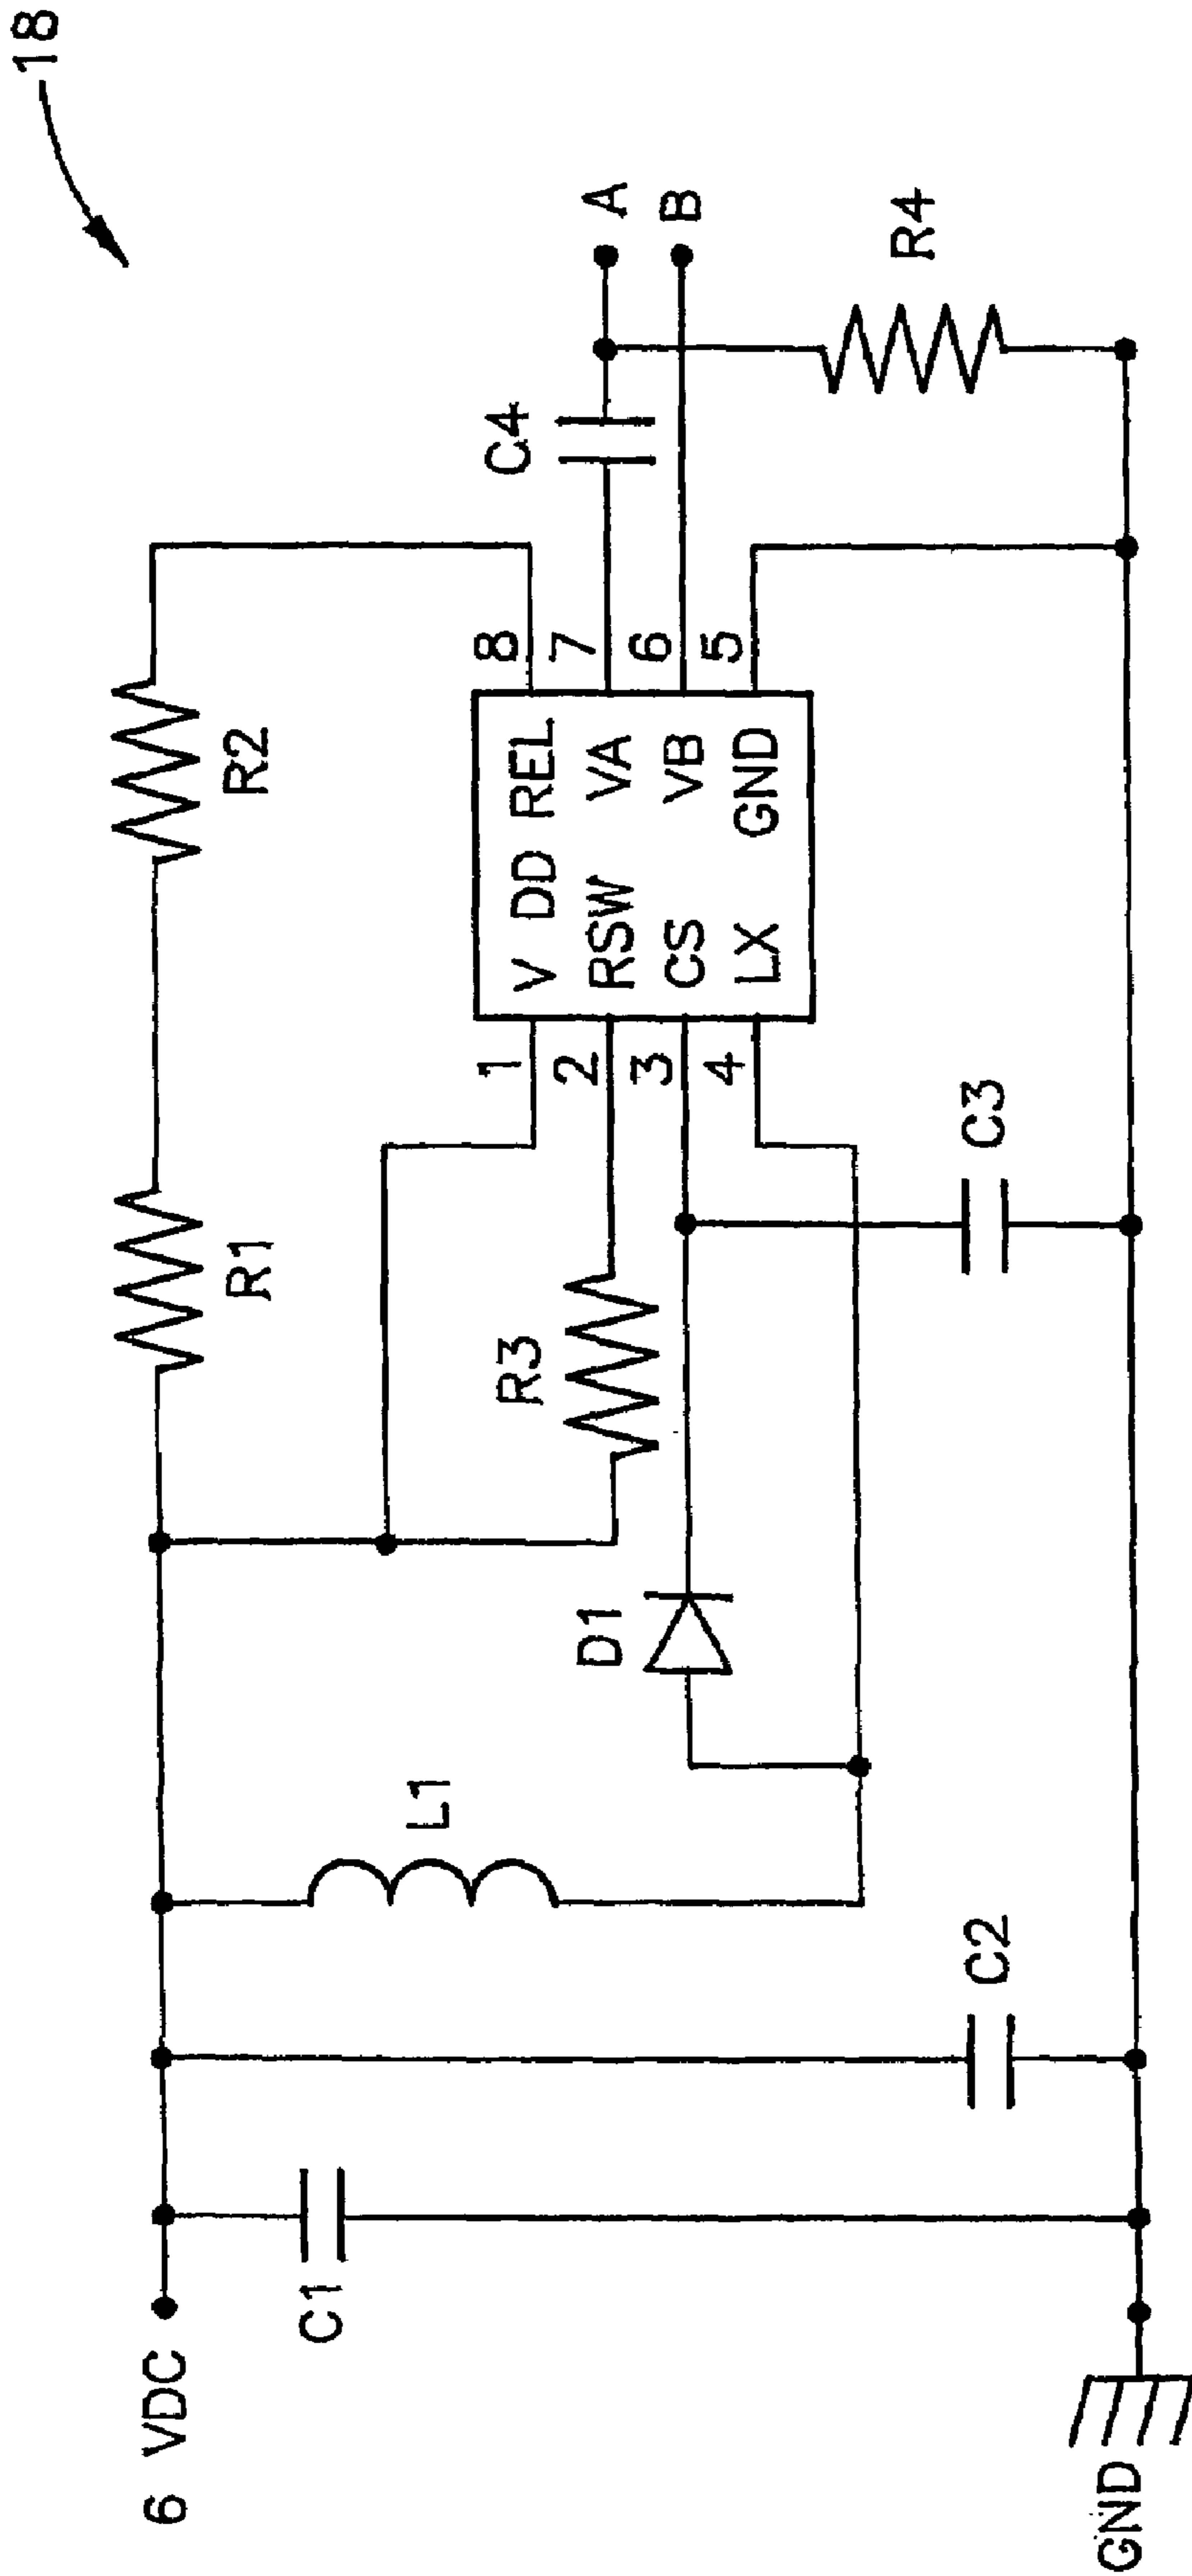 18
R1
R2
R3
L1
D1
C1
C2
C3
C4
R4
A
B
6 VDC
GND
1
2
3
4
V DD REL
RSW VA
CS VB
LX GND
8
7
6
5